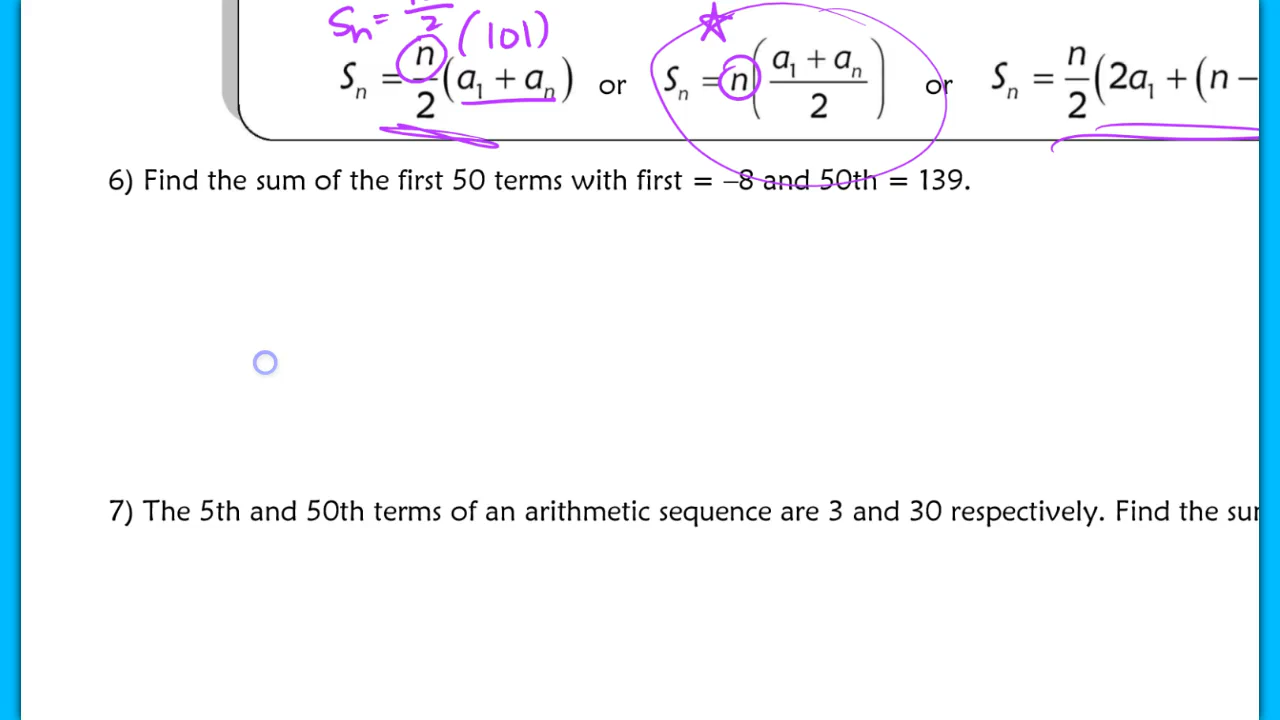 Sₙ = /2 (101)
Sₙ = n/2 (a₁ + aₙ) or Sₙ = n((a₁ + aₙ)/2) or Sₙ = n/2 (2a₁ + (n −
6) Find the sum of the first 50 terms with first = –8 and 50th = 139.
7) The 5th and 50th terms of an arithmetic sequence are 3 and 30 respectively. Find the